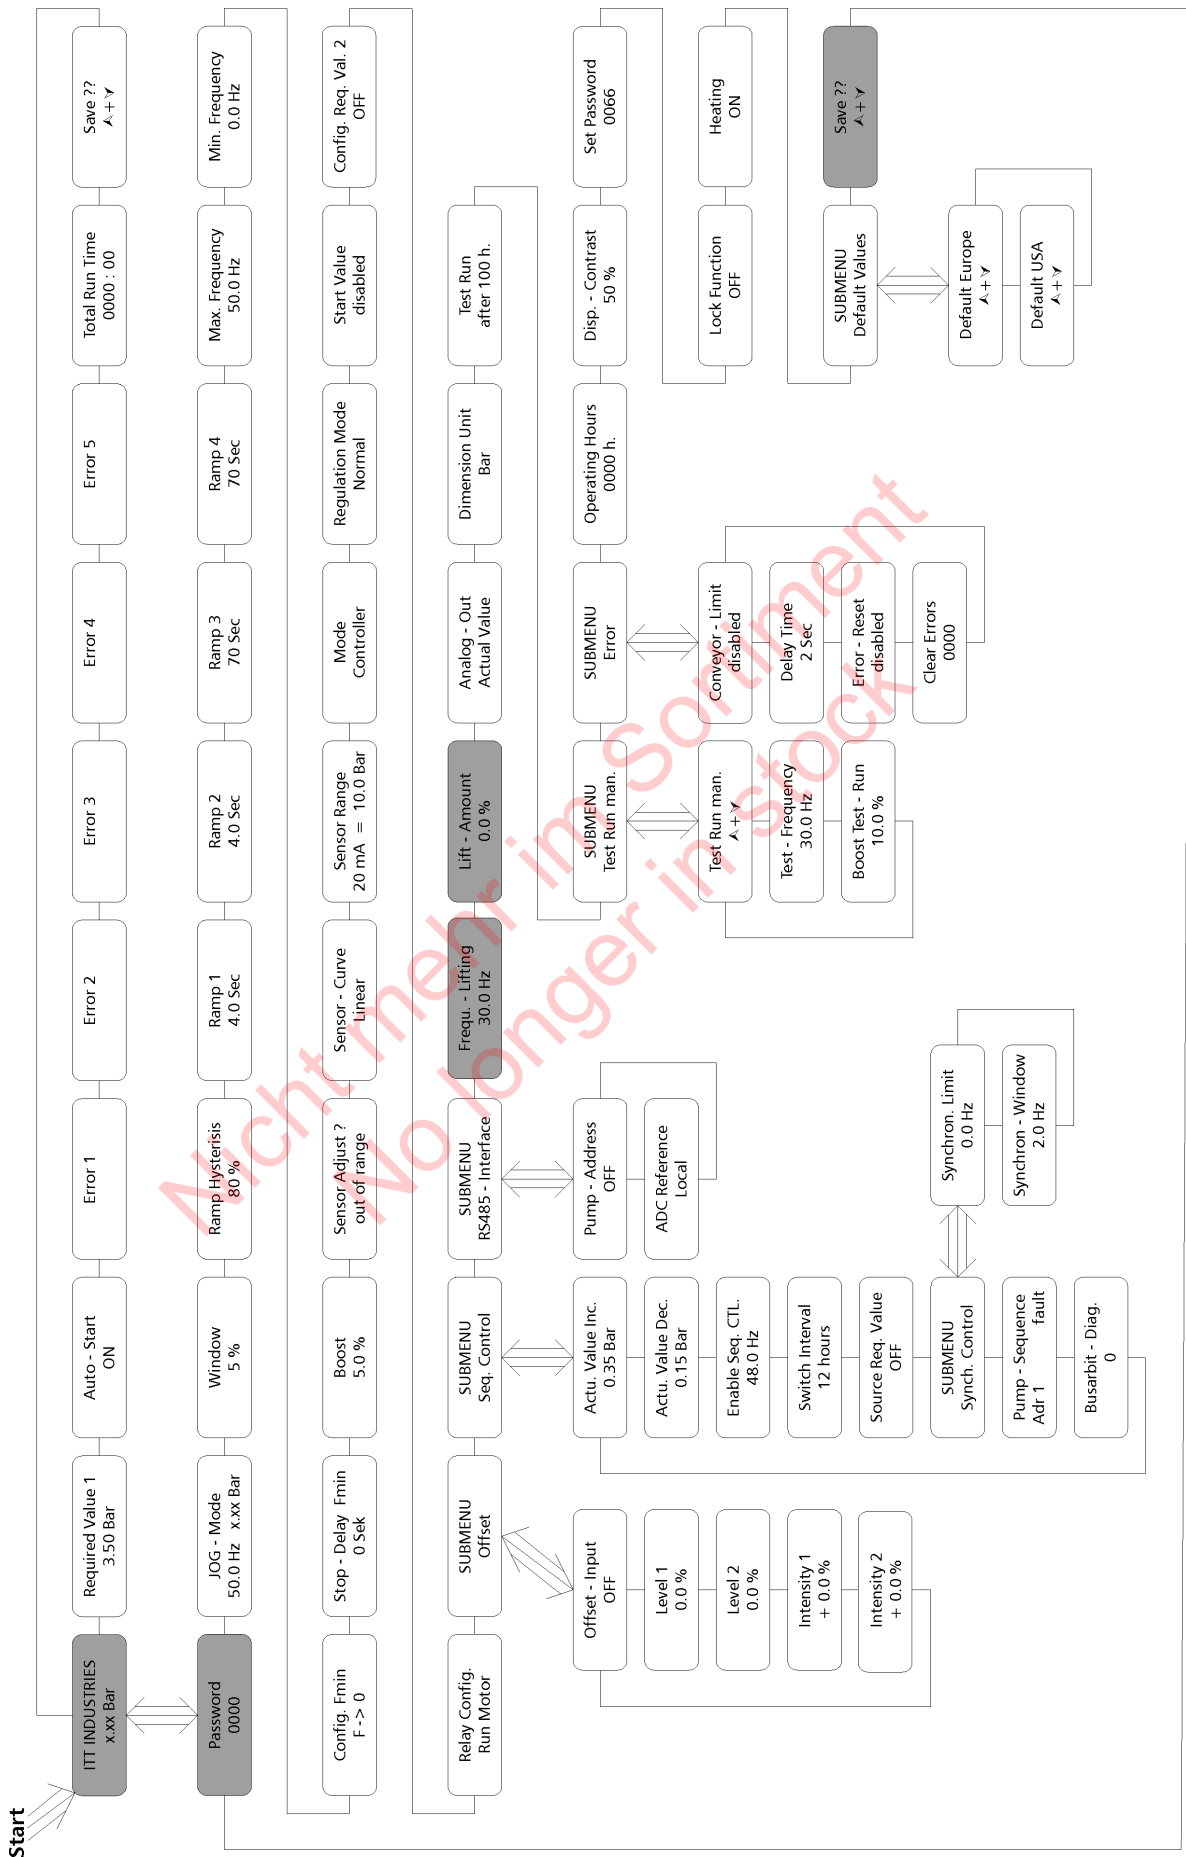 Start
ITT INDUSTRIES
x.xx Bar
Required Value 1
3.50 Bar
Auto - Start
ON
Error 1
Error 2
Error 3
Error 4
Error 5
Total Run Time
0000 : 00
Save ??
⮝+⮟
Password
0000
JOG - Mode
50.0 Hz x.xx Bar
Window
5 %
Ramp Hysterisis
80 %
Ramp 1
4.0 Sec
Ramp 2
4.0 Sec
Ramp 3
70 Sec
Ramp 4
70 Sec
Max. Frequency
50.0 Hz
Min. Frequency
0.0 Hz
Config. Fmin
F -> 0
Stop - Delay Fmin
0 Sek
Boost
5.0 %
Sensor Adjust ?
out of range
Sensor - Curve
Linear
Sensor Range
20 mA = 10.0 Bar
Mode
Controller
Regulation Mode
Normal
Start Value
disabled
Config. Req. Val. 2
OFF
Relay Config.
Run Motor
SUBMENU
Offset
SUBMENU
Seq. Control
SUBMENU
RS485 - Interface
Frequ. - Lifting
30.0 Hz
Lift - Amount
0.0 %
Analog - Out
Actual Value
Dimension Unit
Bar
Test Run
after 100 h.
Offset - Input
OFF
Level 1
0.0 %
Level 2
0.0 %
Intensity 1
+ 0.0 %
Intensity 2
+ 0.0 %
Actu. Value Inc.
0.35 Bar
Actu. Value Dec.
0.15 Bar
Enable Seq. CTL.
48.0 Hz
Switch Interval
12 hours
Source Req. Value
OFF
SUBMENU
Synch. Control
Pump - Sequence
Adr 1 fault
Busarbit - Diag.
0
Synchron. Limit
0.0 Hz
Synchron - Window
2.0 Hz
Pump - Address
OFF
ADC Reference
Local
SUBMENU
Test Run man.
SUBMENU
Error
Operating Hours
0000 h.
Disp. - Contrast
50 %
Set Password
0066
Test Run man.
⮝+⮟
Test - Frequency
30.0 Hz
Boost Test - Run
10.0 %
Conveyor - Limit
disabled
Delay Time
2 Sec
Error - Reset
disabled
Clear Errors
0000
Lock Function
OFF
Heating
ON
SUBMENU
Default Values
Save ??
⮝+⮟
Default Europe
⮝+⮟
Default USA
⮝+⮟
Nicht mehr im Sortiment
No longer in stock